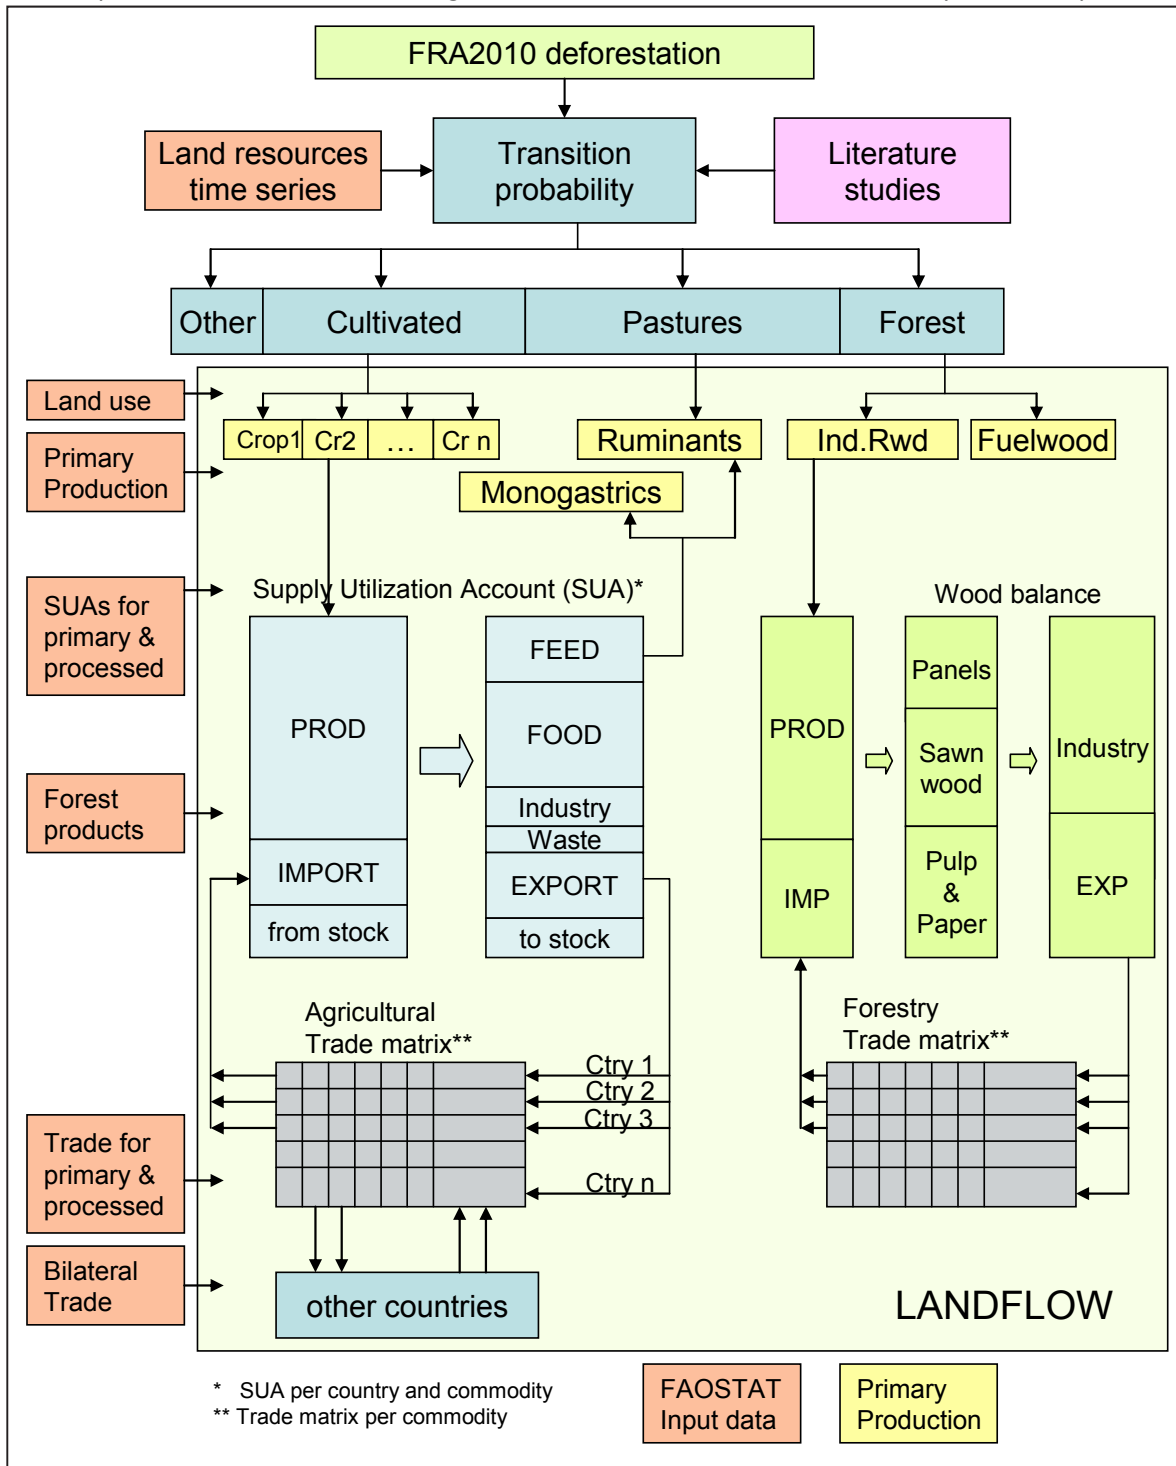 FRA2010 deforestation
Land resources
time series
Transition
probability
Literature
studies
Other
Cultivated
Pastures
Forest
Land use
Crop1
Cr2
...
Cr n
Ruminants
Ind.Rwd
Fuelwood
Primary
Production
Monogastrics
SUAs for
primary &
processed
Supply Utilization Account (SUA)*
Wood balance
PROD
IMPORT
from stock
FEED
FOOD
Industry
Waste
EXPORT
to stock
PROD
IMP
Panels
Sawn
wood
Pulp
&
Paper
Industry
EXP
Forest
products
Agricultural
Trade matrix**
Ctry 1
Ctry 2
Ctry 3
Ctry n
Forestry
Trade matrix**
Trade for
primary &
processed
Bilateral
Trade
other countries
LANDFLOW
* SUA per country and commodity
** Trade matrix per commodity
FAOSTAT
Input data
Primary
Production